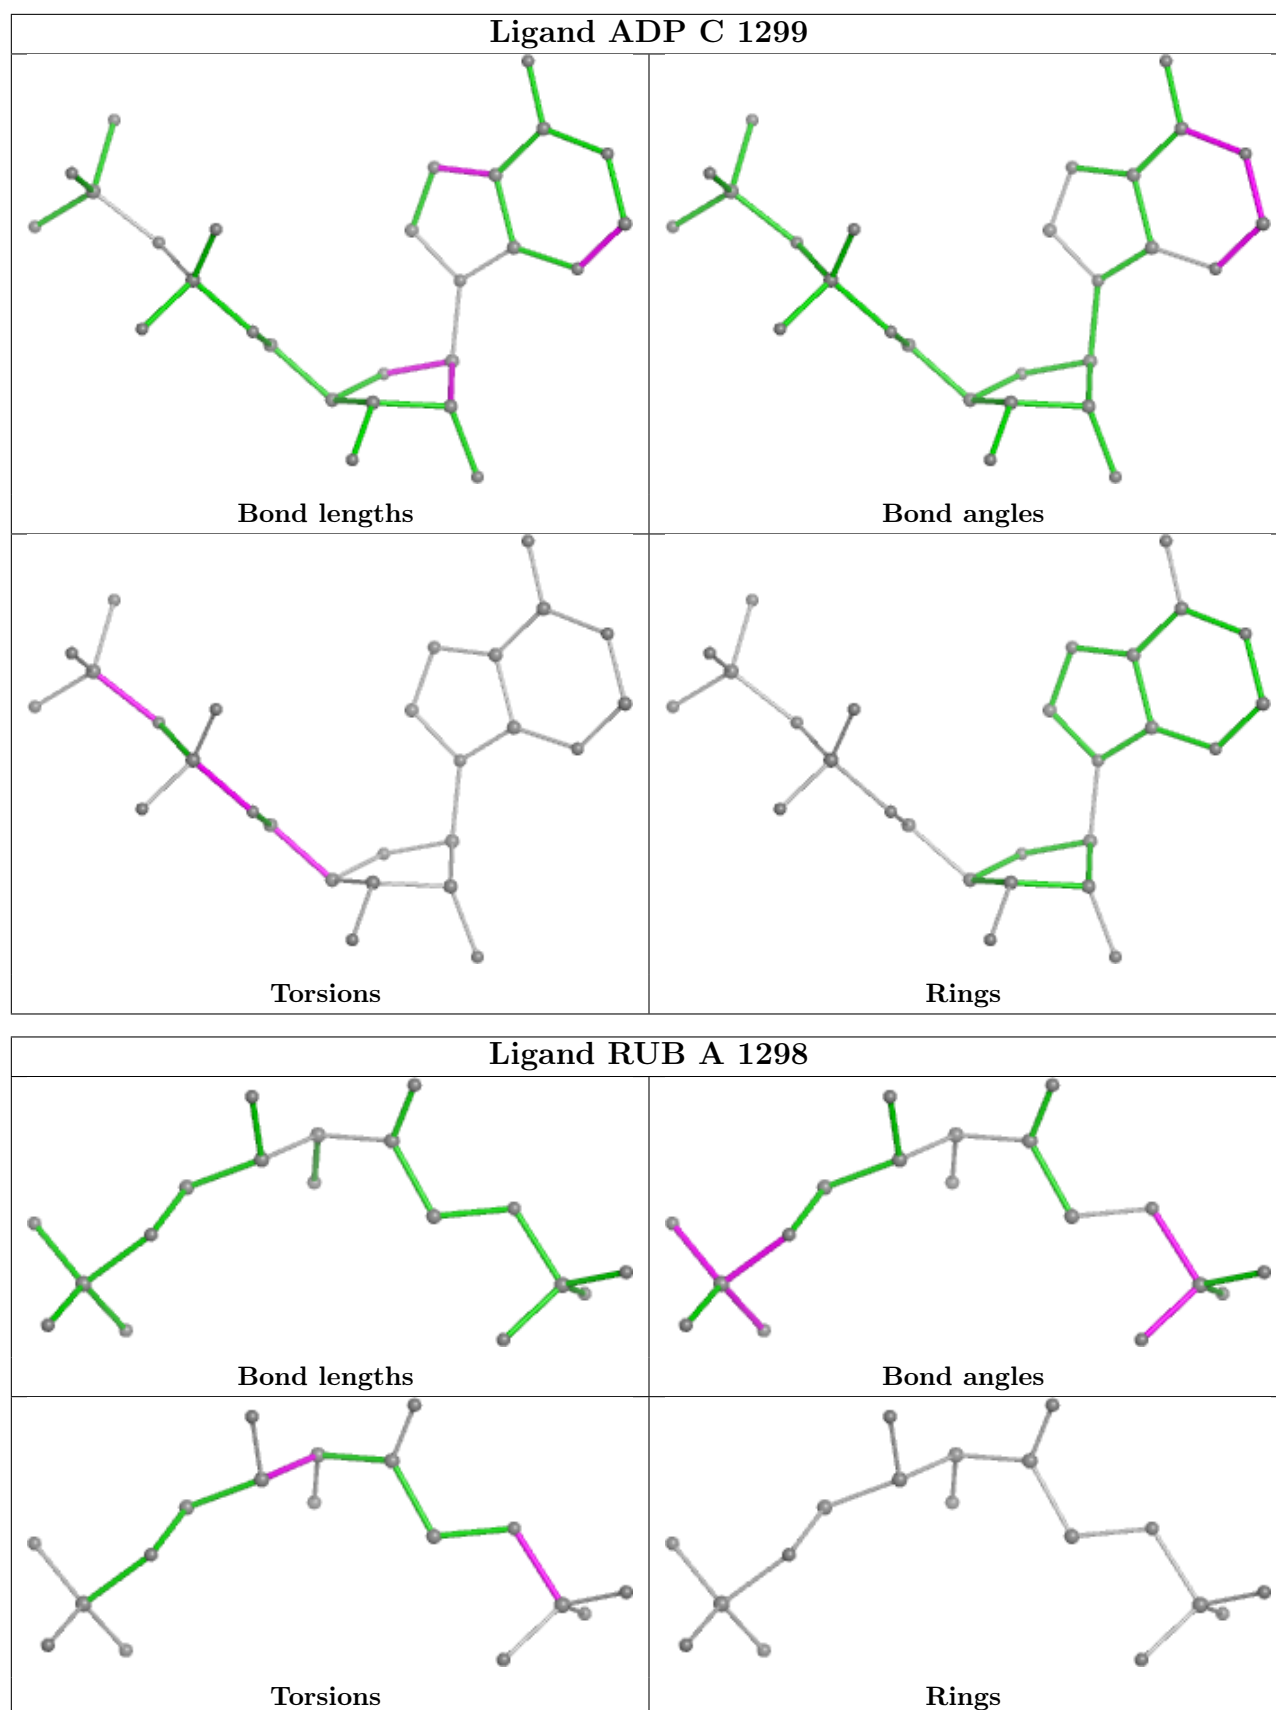 Ligand ADP C 1299
Bond lengths
Bond angles
Torsions
Rings
Ligand RUB A 1298
Bond lengths
Bond angles
Torsions
Rings